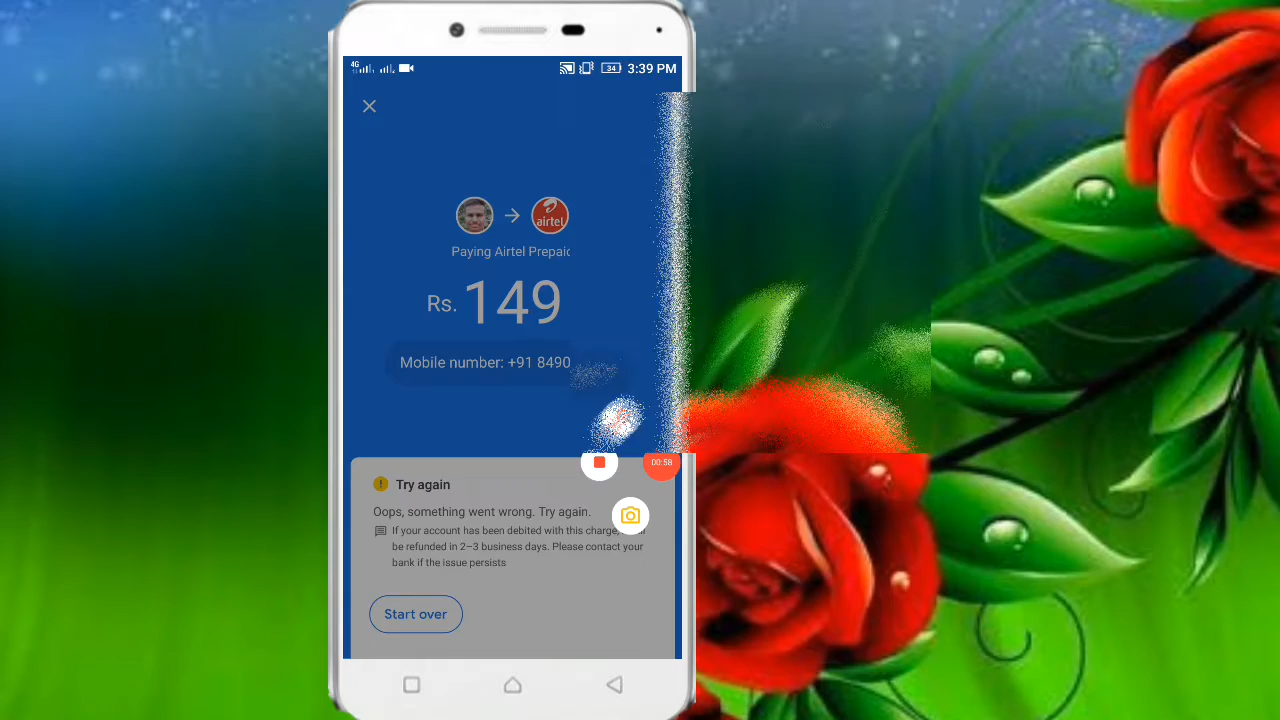 4G 34 3:39 PM
airtel
Paying Airtel Prepaid
Rs. 149
Mobile number: +91 8490
00:58
Try again
Oops, something went wrong. Try again.
If your account has been debited with this charge,
be refunded in 2–3 business days. Please contact your
bank if the issue persists
Start over